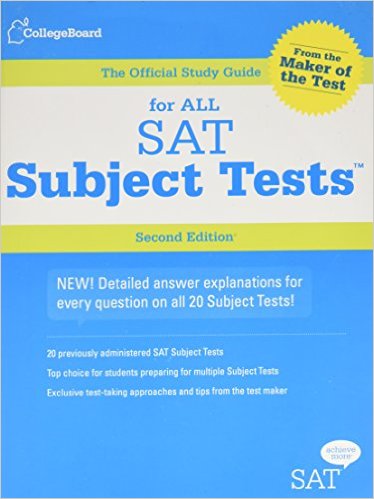 CollegeBoard
The Official Study Guide
From the
Maker of
the Test
for ALL
SAT
Subject Tests™
Second Edition
NEW! Detailed answer explanations for
every question on all 20 Subject Tests!
20 previously administered SAT Subject Tests
Top choice for students preparing for multiple Subject Tests
Exclusive test-taking approaches and tips from the test maker
achieve
more
SAT